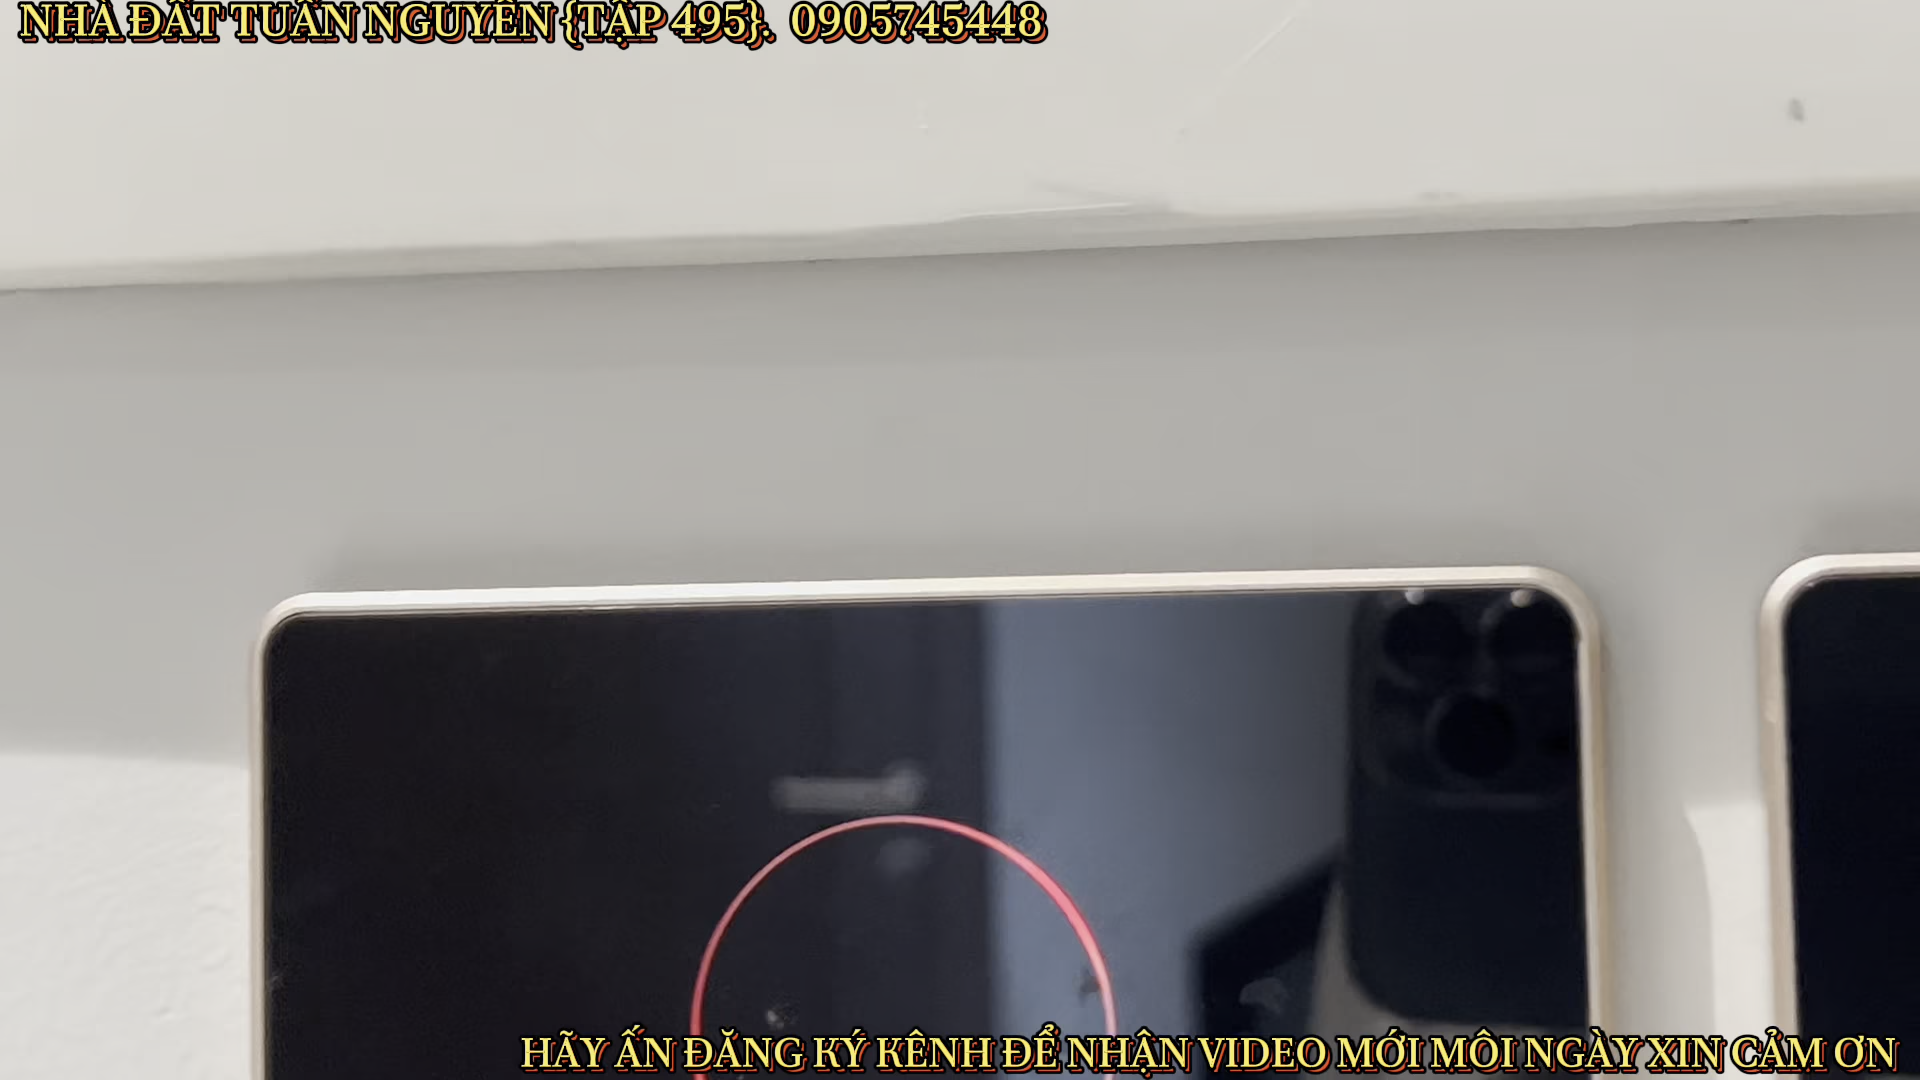 NHÀ ĐẤT TUẤN NGUYÊN {TẬP 495}. 0905745448
HÃY ẤN ĐĂNG KÝ KÊNH ĐỂ NHẬN VIDEO MỚI MỖI NGÀY XIN CẢM ƠN